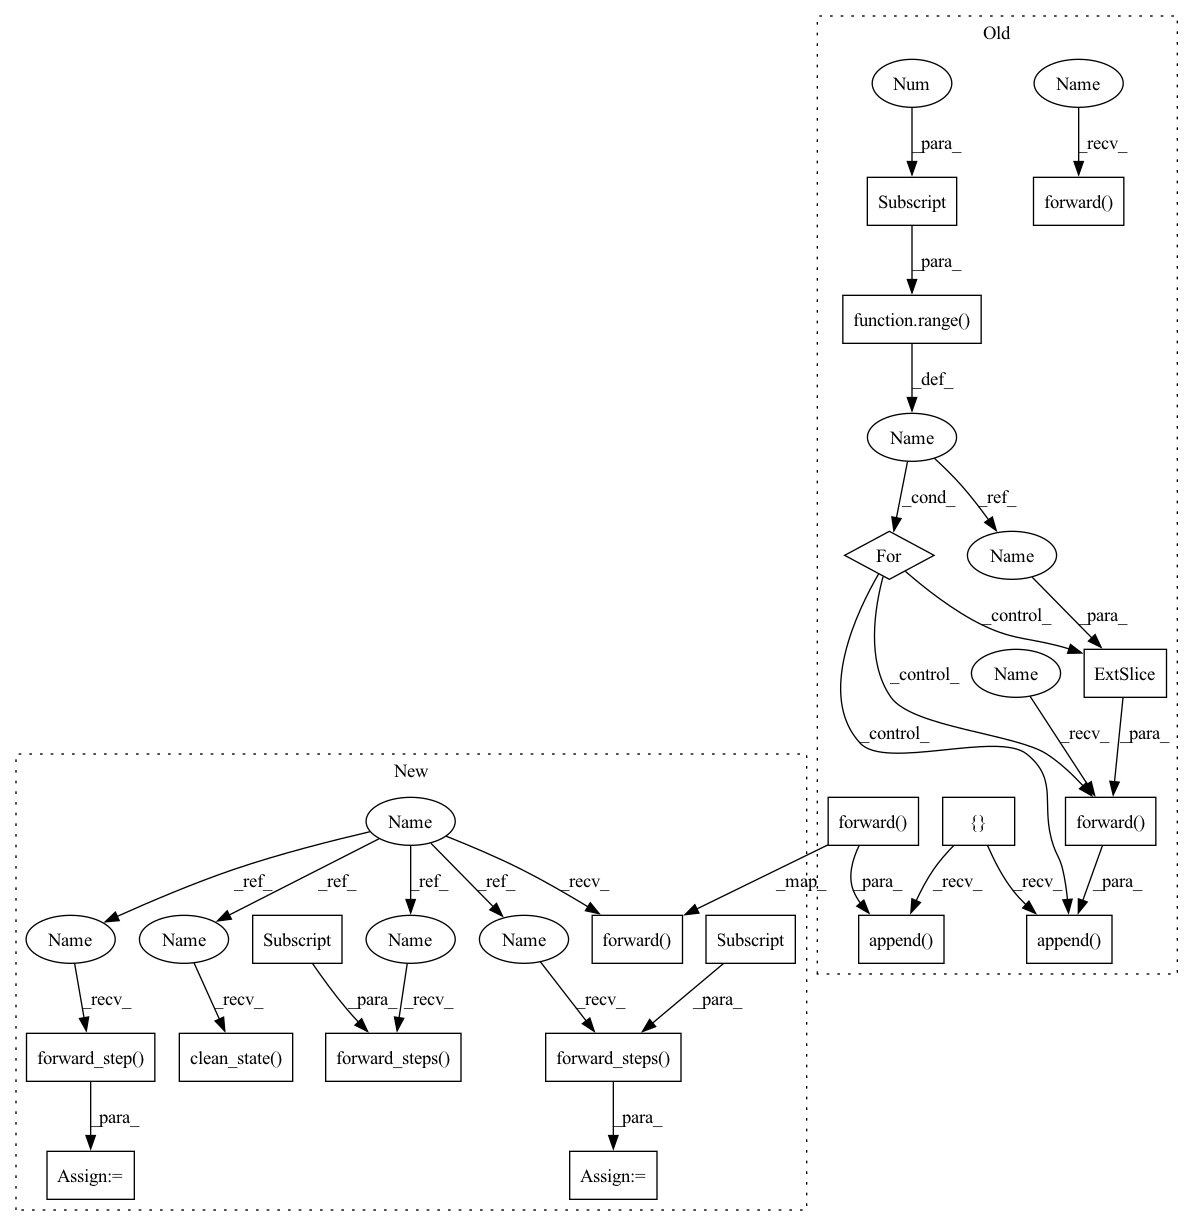 Old
Num
Name
_para_
_recv_
Subscript
forward()
_para_
function.range()
_def_
Name
_cond_
_ref_
For
Name
_control_
_para_
Name
ExtSlice
_control_
_control_
_recv_
_para_
New
Name
forward()
{}
forward()
_ref_
_ref_
_ref_
_ref_
_recv_
_map_
_para_
_recv_
_recv_
_para_
Name
Name
Subscript
Name
Name
forward()
Subscript
append()
append()
_recv_
_recv_
_para_
_recv_
_recv_
_para_
forward_step()
clean_state()
forward_steps()
forward_steps()
_para_
_para_
Assign:=
Assign:=